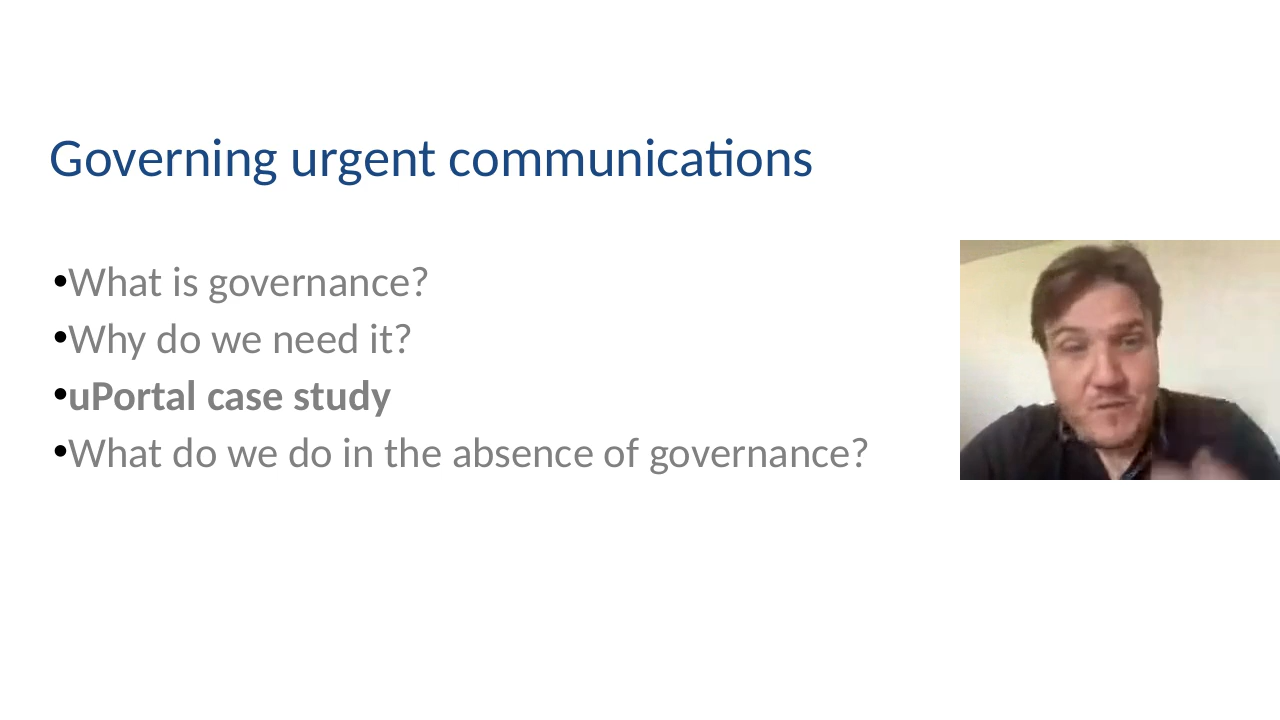 Governing urgent communications
•What is governance?
•Why do we need it?
•uPortal case study
•What do we do in the absence of governance?